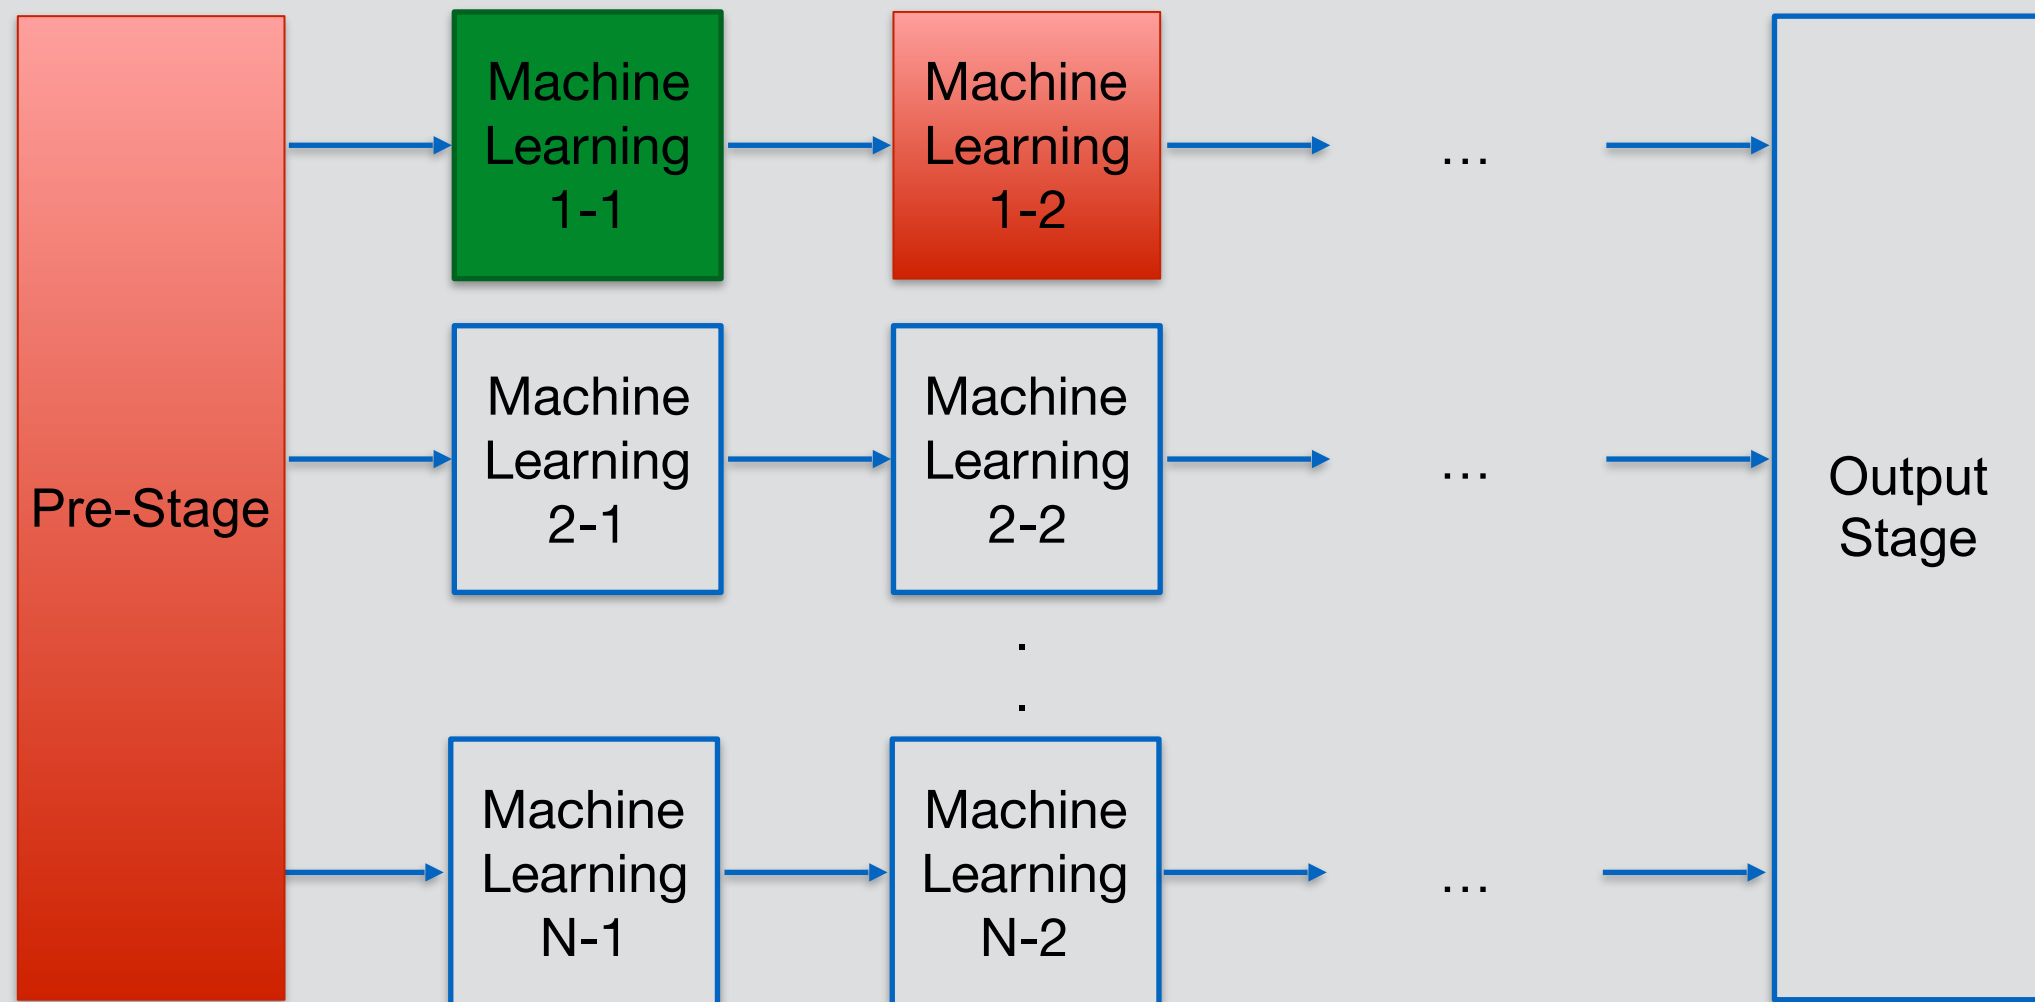 Pre-Stage
Machine
Learning
1-1
Machine
Learning
1-2
...
Machine
Learning
2-1
Machine
Learning
2-2
...
.
.
Machine
Learning
N-1
Machine
Learning
N-2
...
Output
Stage